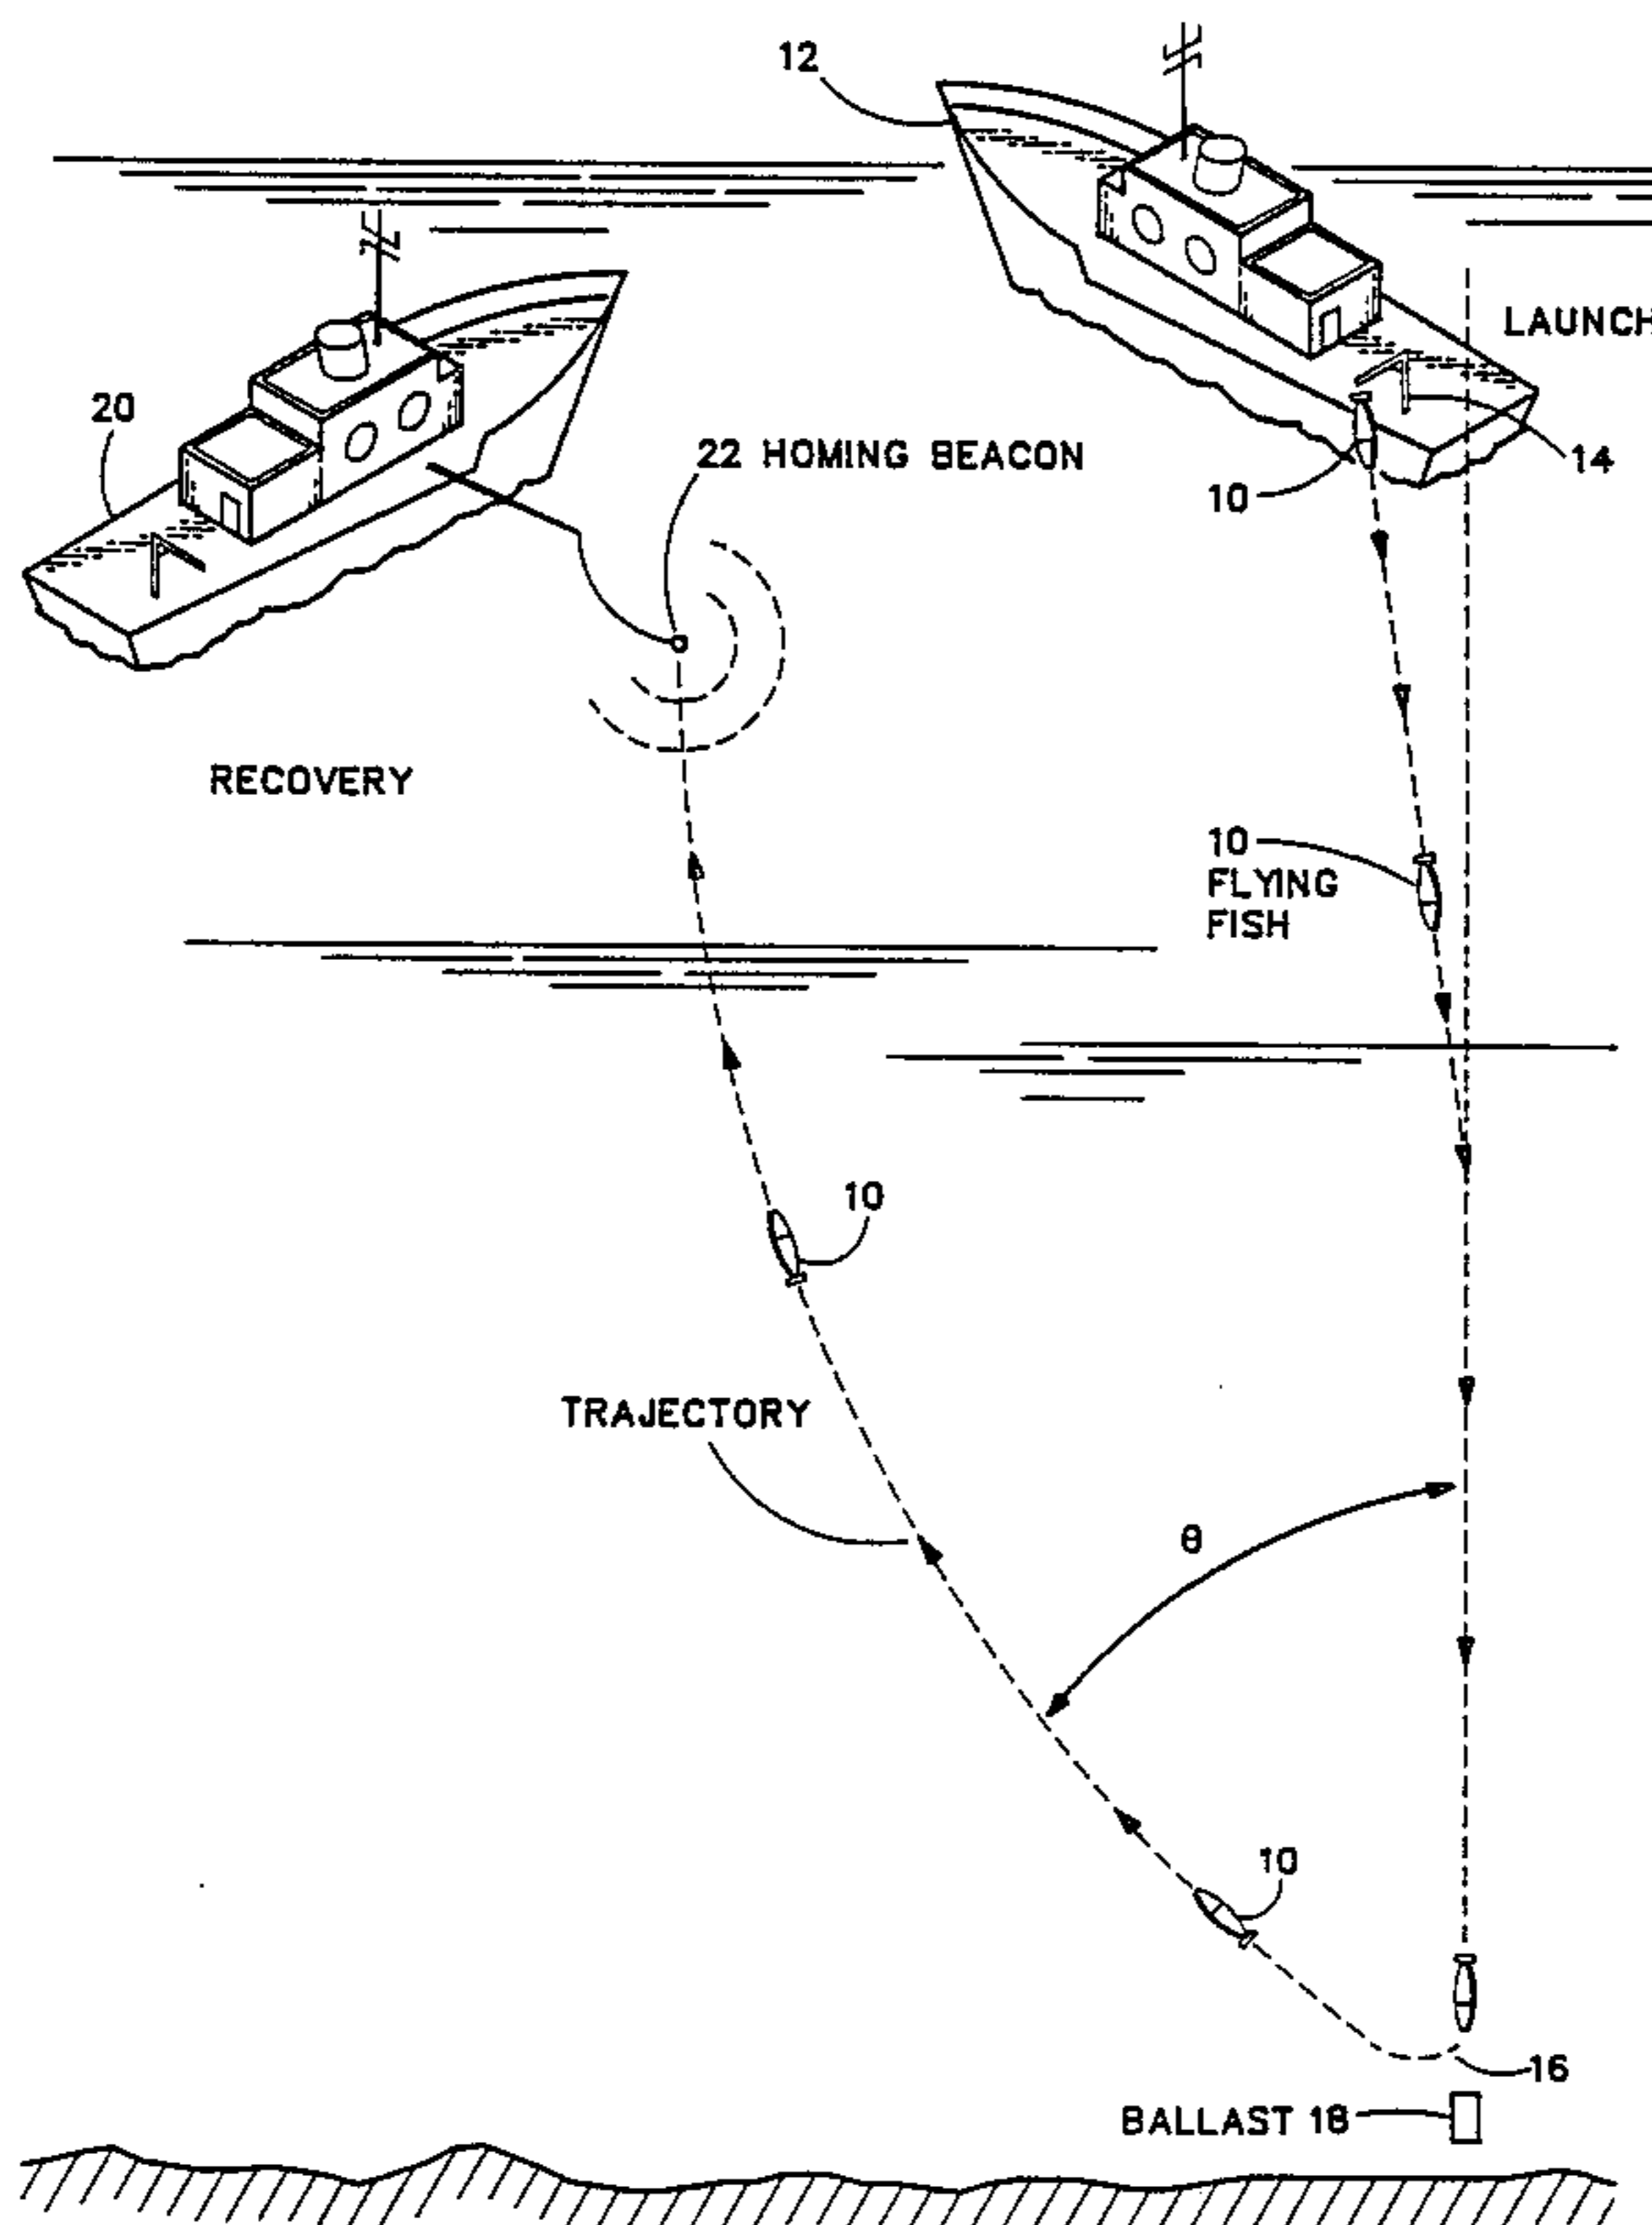 12
LAUNCH
20
22 HOMING BEACON
14
10
RECOVERY
10
FLYING
FISH
10
TRAJECTORY
θ
10
16
BALLAST 18